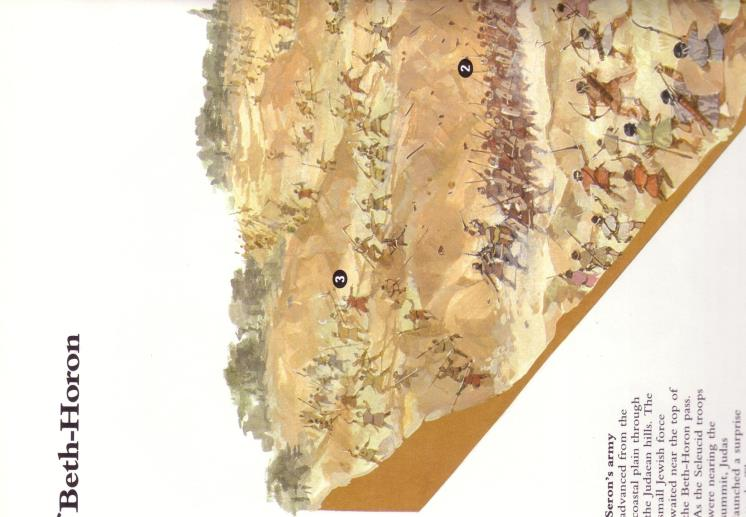 Beth-Horon
2
3
Seron's army
advanced from the
coastal plain through
the Judaean hills. The
small Jewish force
waited near the top of
the Beth-Horon pass.
As the Seleucid troops
were nearing the
summit, Judas
launched a surprise